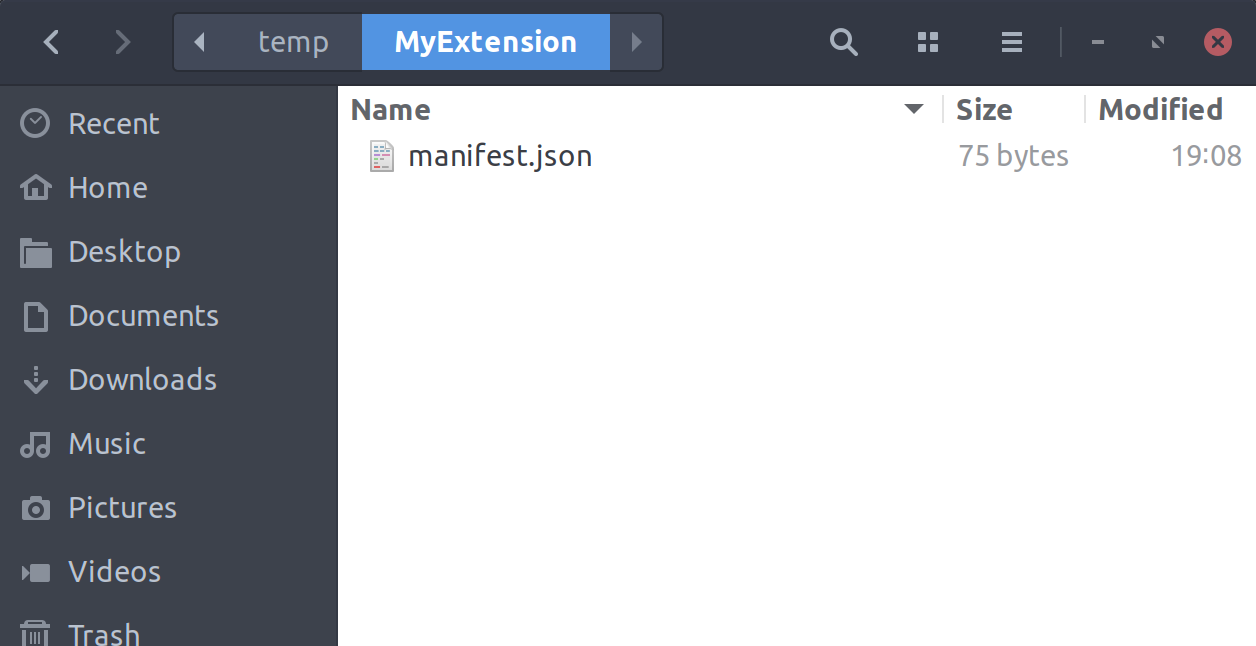 temp MyExtension
Name Size Modified
manifest.json 75 bytes 19:08
Recent
Home
Desktop
Documents
Downloads
Music
Pictures
Videos
Trash